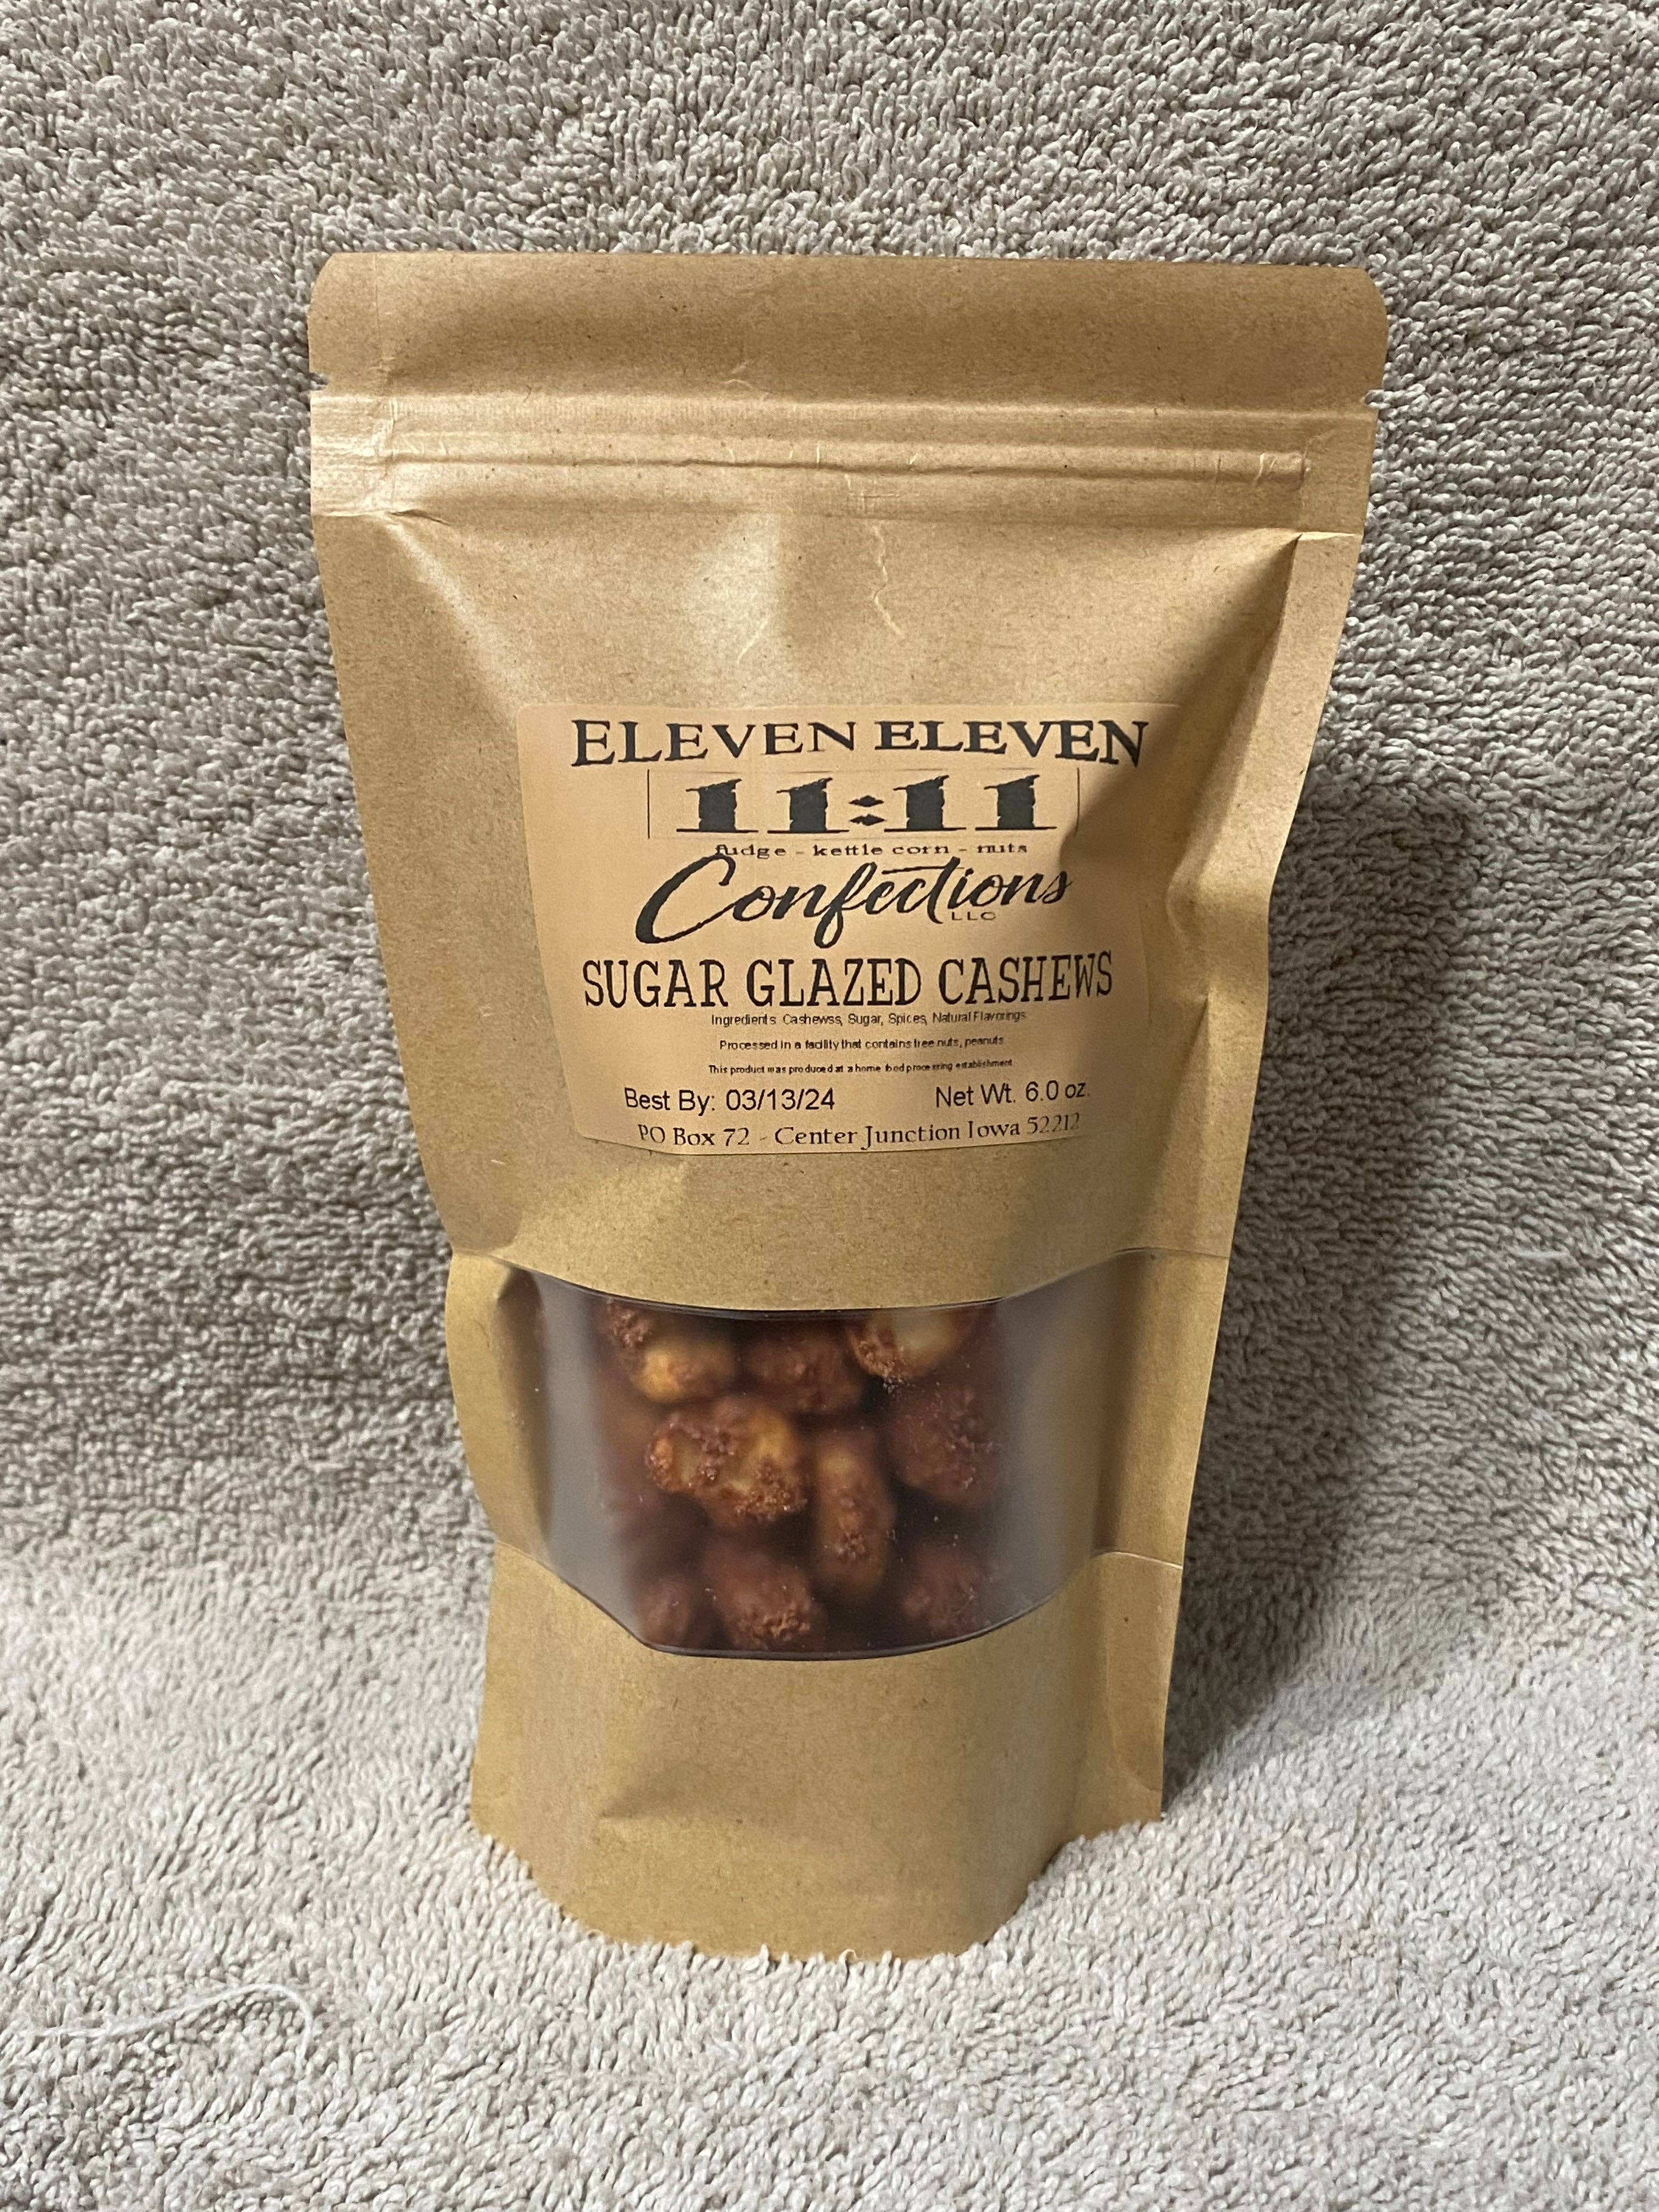 ELEVEN ELEVEN
11:11
fudge - kettle corn - nuts
Confections
LLC
SUGAR GLAZED CASHEWS
Ingredients: Cashewss, Sugar, Spices, Natural Flavorings
Processed in a facility that contains tree nuts, peanuts
This product was produced at a home food processing establishment
Best By: 03/13/24 Net Wt. 6.0 oz.
PO Box 72 - Center Junction Iowa 52212